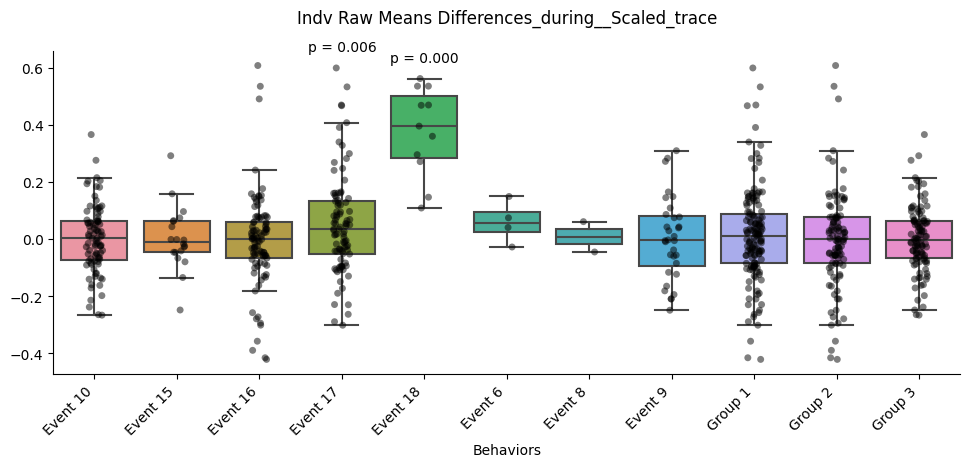 Indv Raw Means Differences_during__Scaled_trace
p = 0.006
p = 0.000
0.6
0.4
0.2
0.0
−0.2
−0.4
Event 10
Event 15
Event 16
Event 17
Event 18
Event 6
Event 8
Event 9
Group 1
Group 2
Group 3
Behaviors